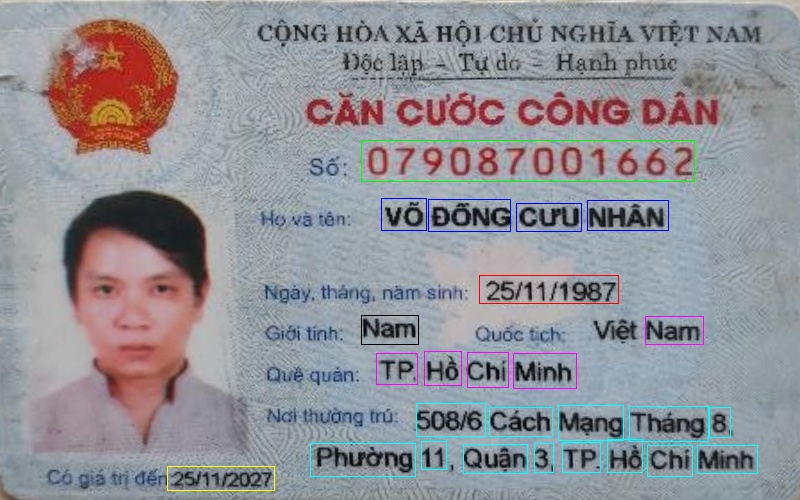 CỘNG HÒA XÃ HỘI CHỦ NGHĨA VIỆT NAM
Độc lập - Tự do - Hạnh phúc
CĂN CƯỚC CÔNG DÂN
Số: 079087001662
Họ và tên: VÕ ĐÔNG CƯU NHÂN
Ngày, tháng, năm sinh: 25/11/1987
Giới tính: Nam Quốc tịch: Việt Nam
Quê quán: TP. Hồ Chí Minh
Nơi thường trú: 508/6 Cách Mạng Tháng 8,
Phường 11, Quận 3, TP. Hồ Chí Minh
Có giá trị đến: 25/11/2027